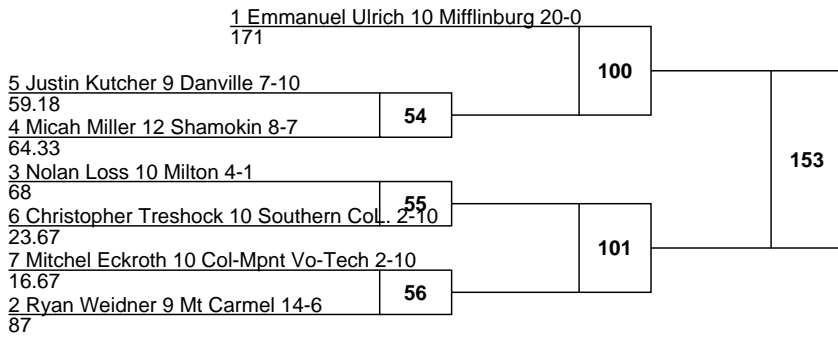 1 Emmanuel Ulrich 10 Mifflinburg 20-0
171
100
5 Justin Kutcher 9 Danville 7-10
59.18
54
4 Micah Miller 12 Shamokin 8-7
64.33
153
3 Nolan Loss 10 Milton 4-1
68
55
6 Christopher Treshock 10 Southern CoL. 2-10
23.67
101
7 Mitchel Eckroth 10 Col-Mpnt Vo-Tech 2-10
16.67
56
2 Ryan Weidner 9 Mt Carmel 14-6
87